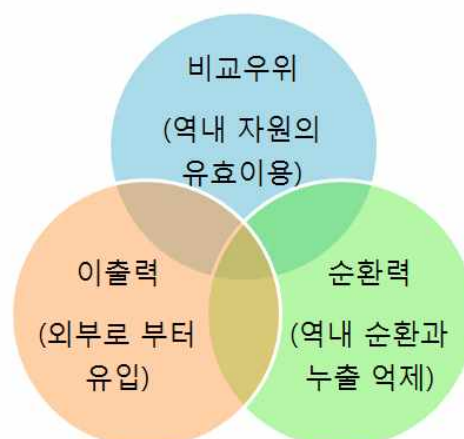 비교우위
(역내 자원의
유효이용)
이출력
(외부로 부터
유입)
순환력
(역내 순환과
누출 억제)